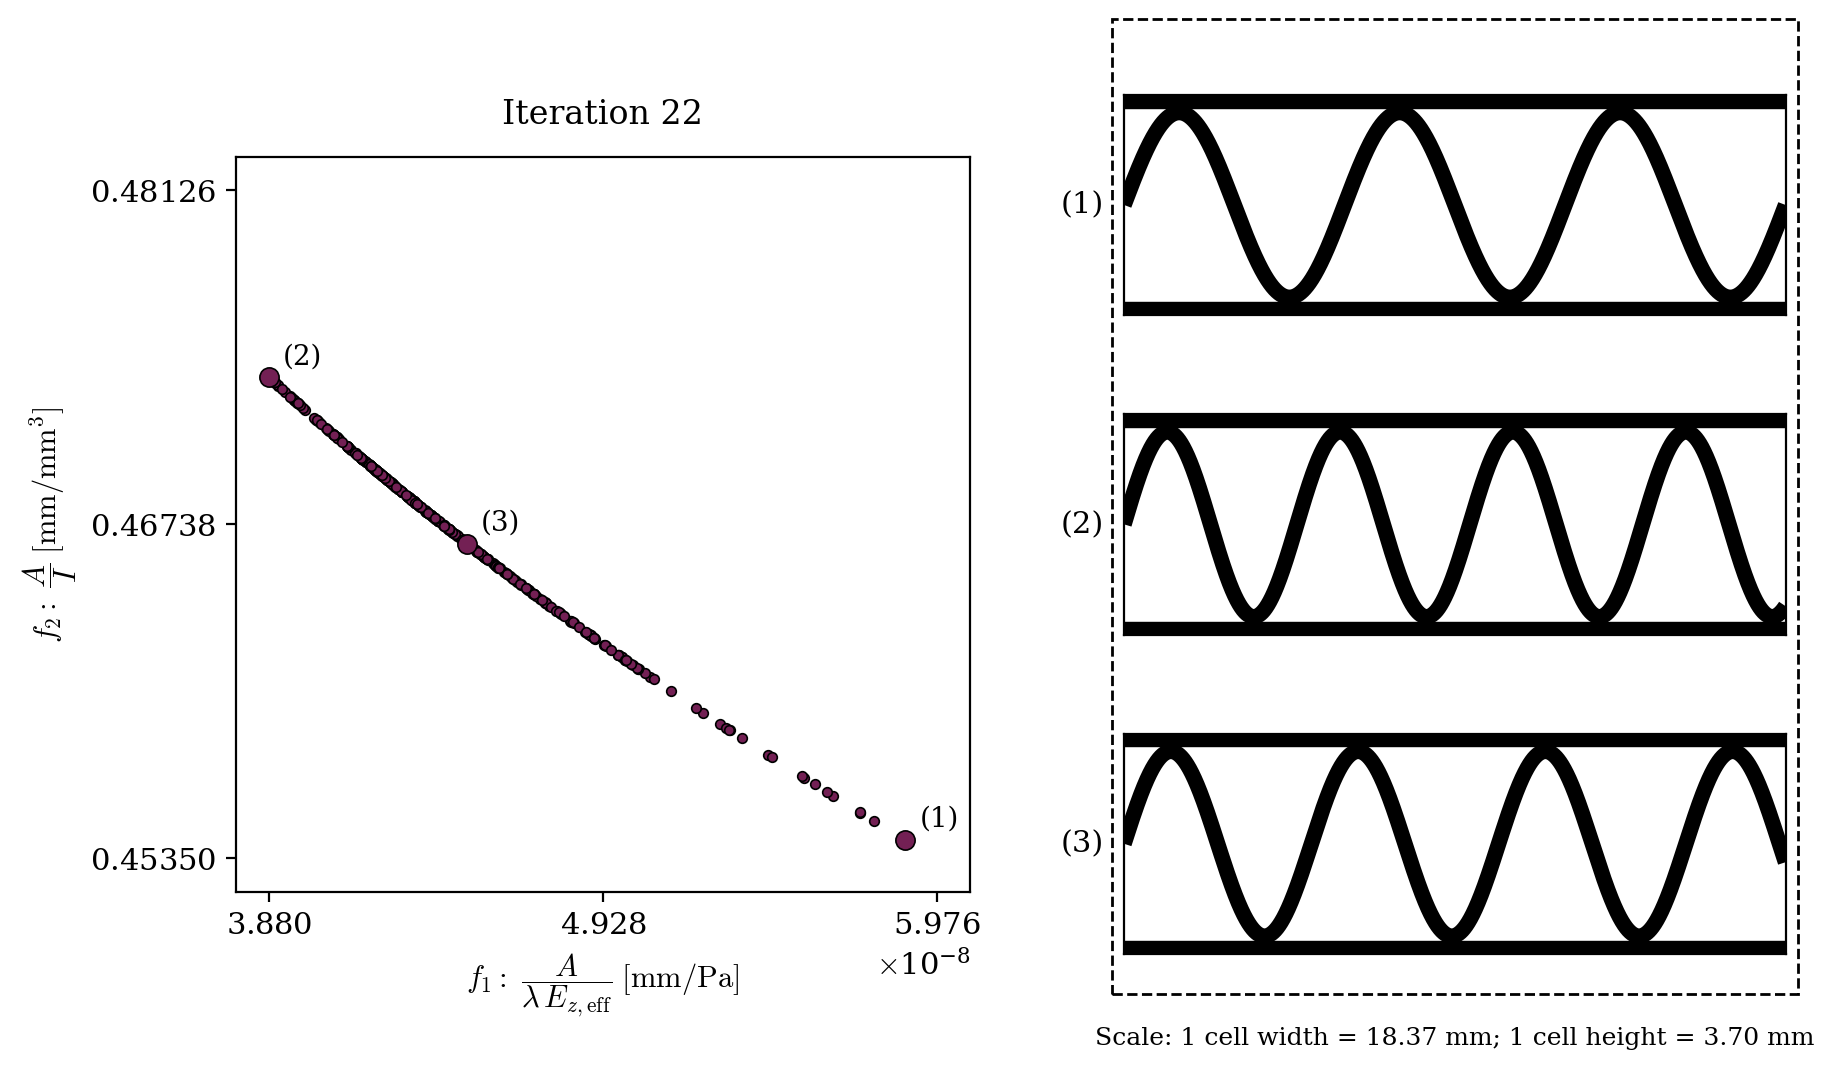 Iteration 22
0.48126
0.46738
0.45350
f₂ : A/I [mm/mm³]
(2)
(3)
(1)
3.880 4.928 5.976
×10⁻⁸
f₁ : A/(λ E_z,eff) [mm/Pa]
(1)
(2)
(3)
Scale: 1 cell width = 18.37 mm; 1 cell height = 3.70 mm